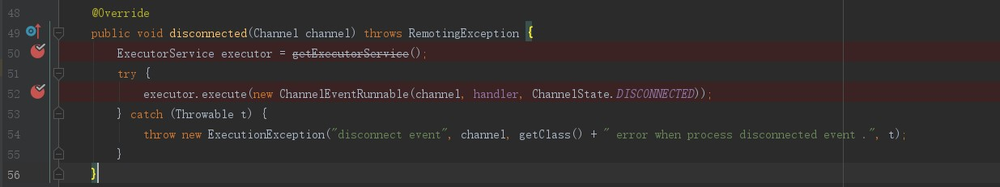 48 @Override
49 public void disconnected(Channel channel) throws RemotingException {
50 ExecutorService executor = getExecutorService();
51 try {
52 executor.execute(new ChannelEventRunnable(channel, handler, ChannelState.DISCONNECTED));
53 } catch (Throwable t) {
54 throw new ExecutionException("disconnect event", channel, getClass() + " error when process disconnected event .", t);
55 }
56 }